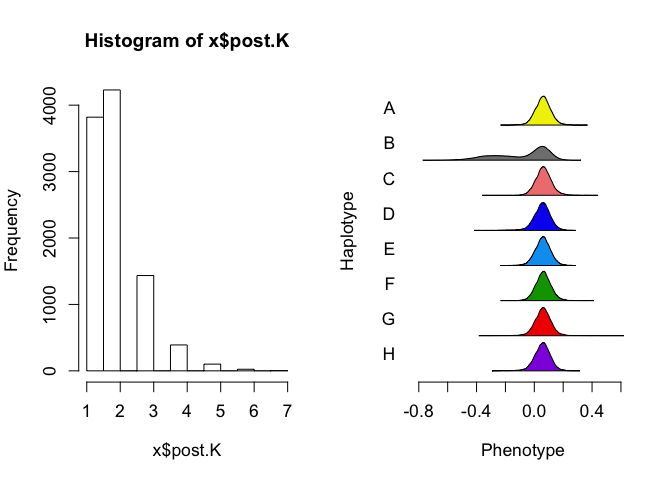 Histogram of x$post.K
Frequency
0
1000
2000
3000
4000
1 2 3 4 5 6 7
x$post.K
Haplotype
A
B
C
D
E
F
G
H
-0.8 -0.4 0.0 0.4
Phenotype